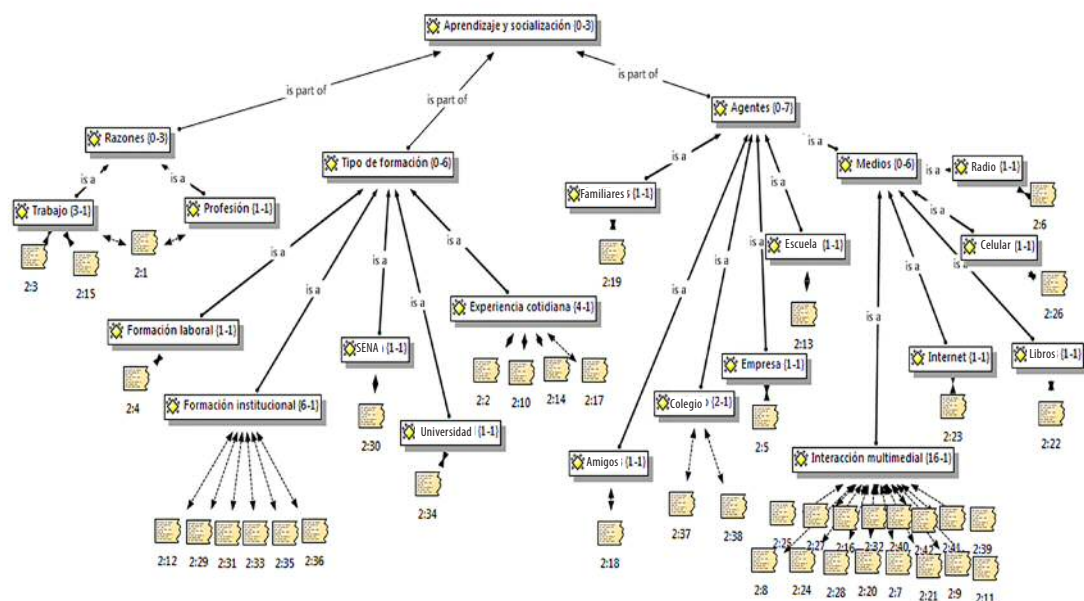 Aprendizaje y socialización {0-3}
is part of
is part of
is part of
Agentes {0-7}
Razones {0-3}
Tipo de formación {0-6}
is a
Medios {0-6}
is a
Radio {1-1}
is a
is a
is a
is a
is a
Familiares {1-1}
is a
Trabajo {3-1}
Profesión {1-1}
2:6
Escuela {1-1}
Celular {1-1}
2:3
2:15
2:1
2:19
is a
is a
is a
is a
is a
is a
is a
is a
is a
is a
is a
2:26
Experiencia cotidiana {4-1}
Formación laboral {1-1}
SENA {1-1}
2:13
Internet {1-1}
Libros {1-1}
Empresa {1-1}
2:4
2:2
2:10
2:14
2:17
Formación institucional {6-1}
Colegio {2-1}
2:30
2:5
2:23
2:22
Universidad {1-1}
Amigos {1-1}
Interacción multimedial {16-1}
2:34
2:37
2:38
2:25
2:27
2:16
2:32
2:40
2:42
2:41
2:39
2:12
2:29
2:31
2:33
2:35
2:36
2:18
2:8
2:24
2:28
2:20
2:7
2:21
2:9
2:11